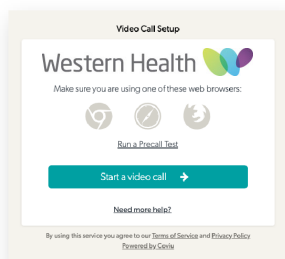 Video Call Setup
Western Health
Make sure you are using one of these web browsers:
Run a Precall Test
Start a video call
Need more help?
By using this service you agree to our Terms of Service and Privacy Policy
Powered by Coviu